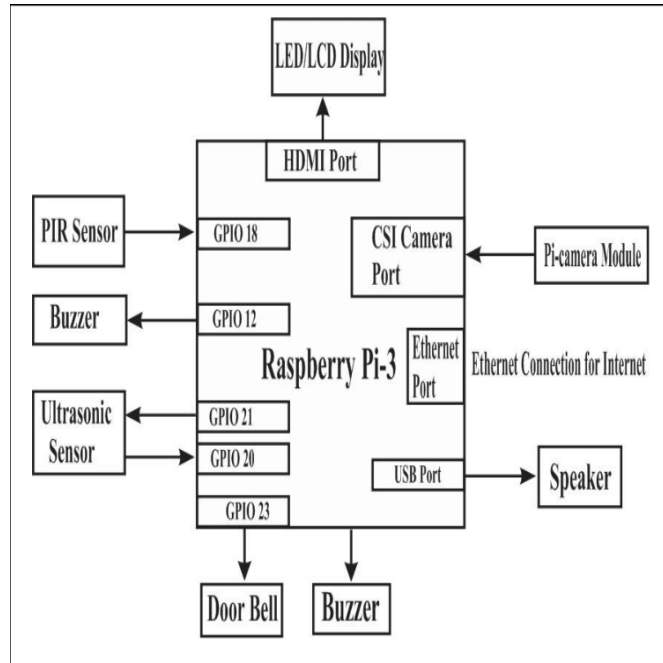 LED/LCD Display
HDMI Port
PIR Sensor
GPIO 18
CSI Camera
Port
Pi-camera Module
Buzzer
GPIO 12
Raspberry Pi-3
Ethernet
Port
Ethernet Connection for Internet
Ultrasonic
Sensor
GPIO 21
GPIO 20
USB Port
Speaker
GPIO 23
Door Bell
Buzzer